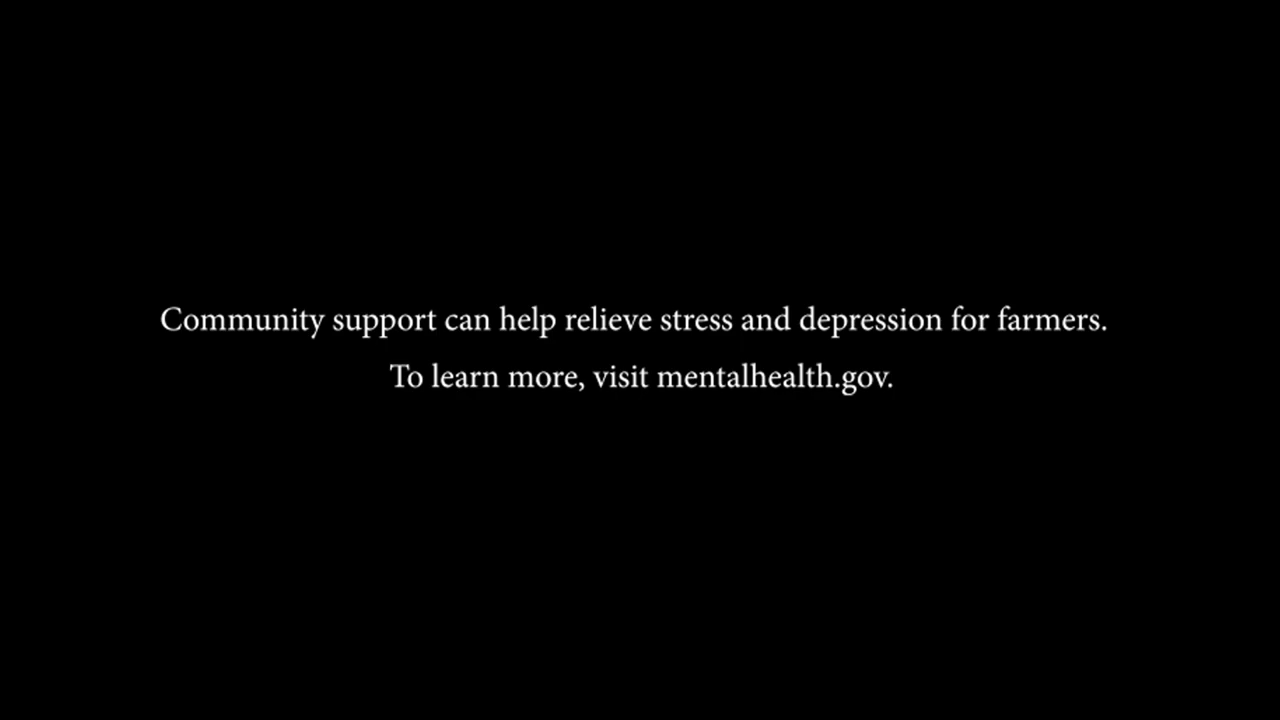 Community support can help relieve stress and depression for farmers.
To learn more, visit mentalhealth.gov.